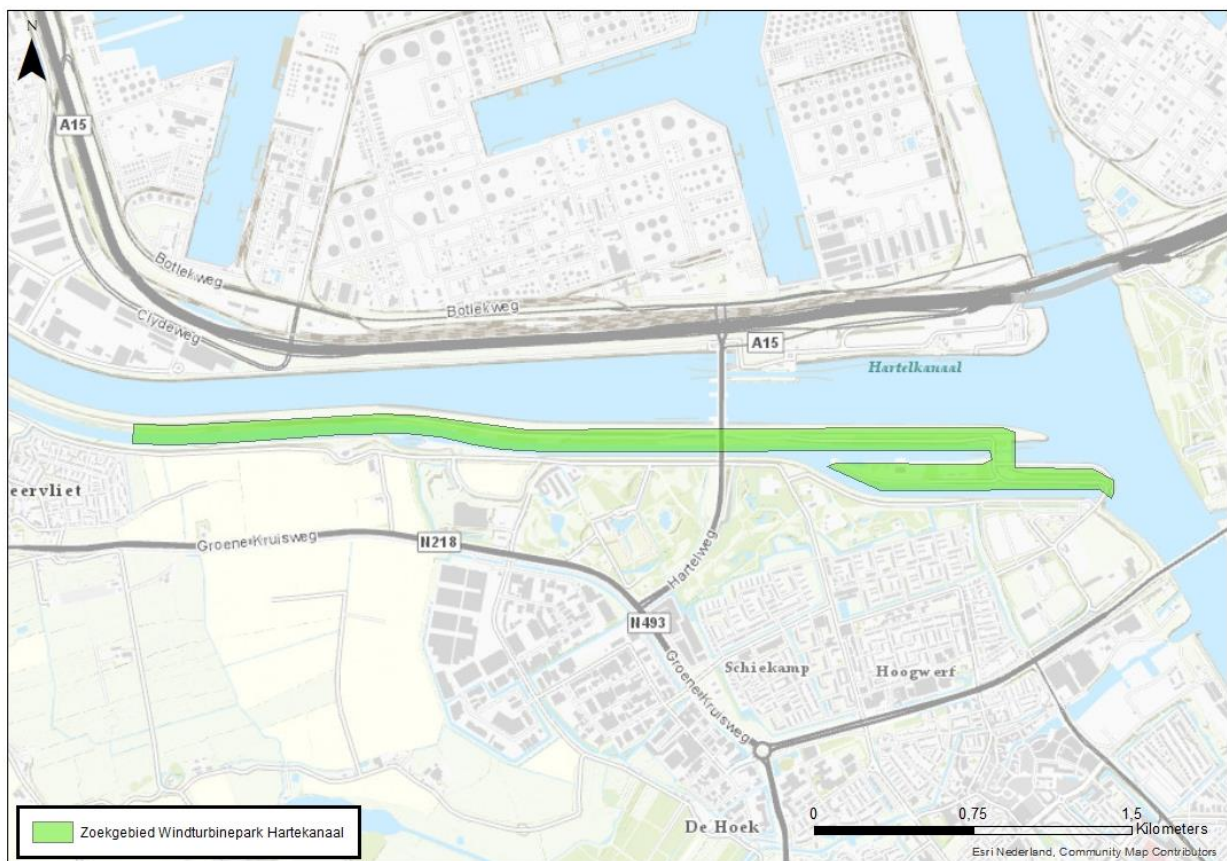 N
A15
Botlekweg
Botlekweg
Clydeweg
A15
Hartelkanaal
eervliet
Groene-Kruisweg
N218
Hartelweg
N493
Groene-Kruisweg
Schiekamp
Hoogwerf
De Hoek
Zoekgebied Windturbinepark Hartekanaal
0 0,75 1,5
Kilometers
Esri Nederland, Community Map Contributors